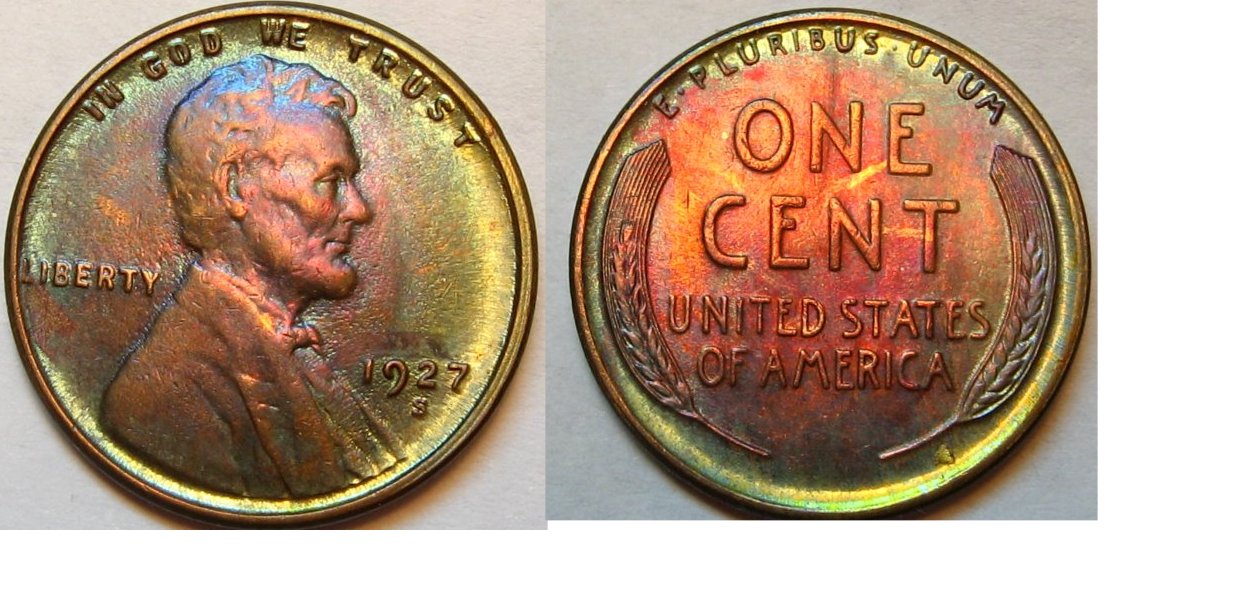 IN GOD WE TRUST
LIBERTY
1927
S
E·PLURIBUS·UNUM
ONE
CENT
UNITED STATES
OF AMERICA